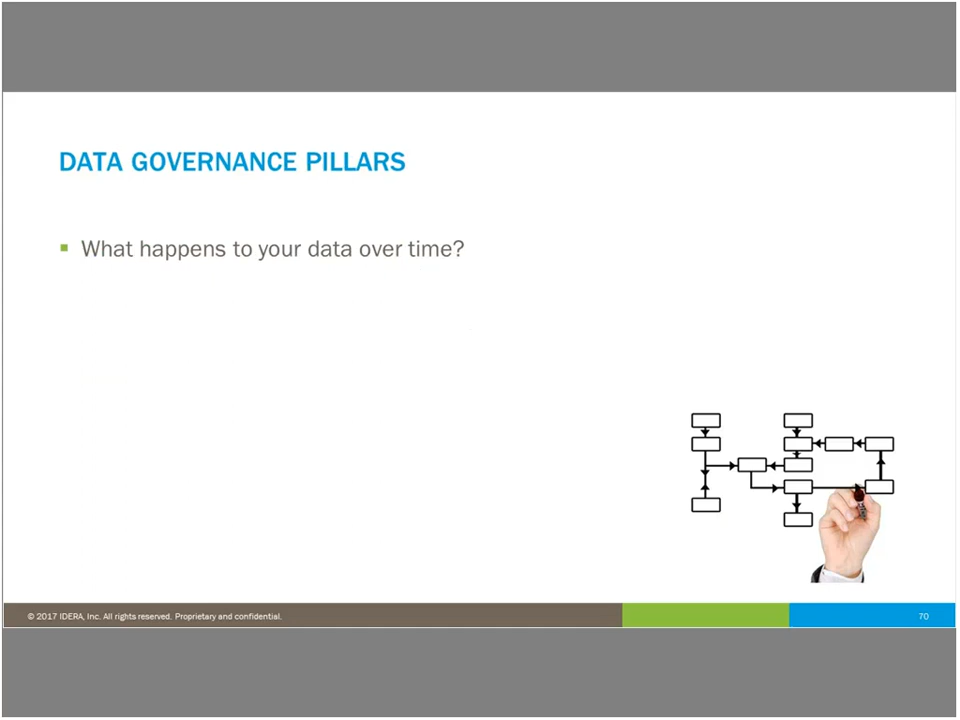 DATA GOVERNANCE PILLARS
What happens to your data over time?
© 2017 IDERA, Inc. All rights reserved. Proprietary and confidential.
70